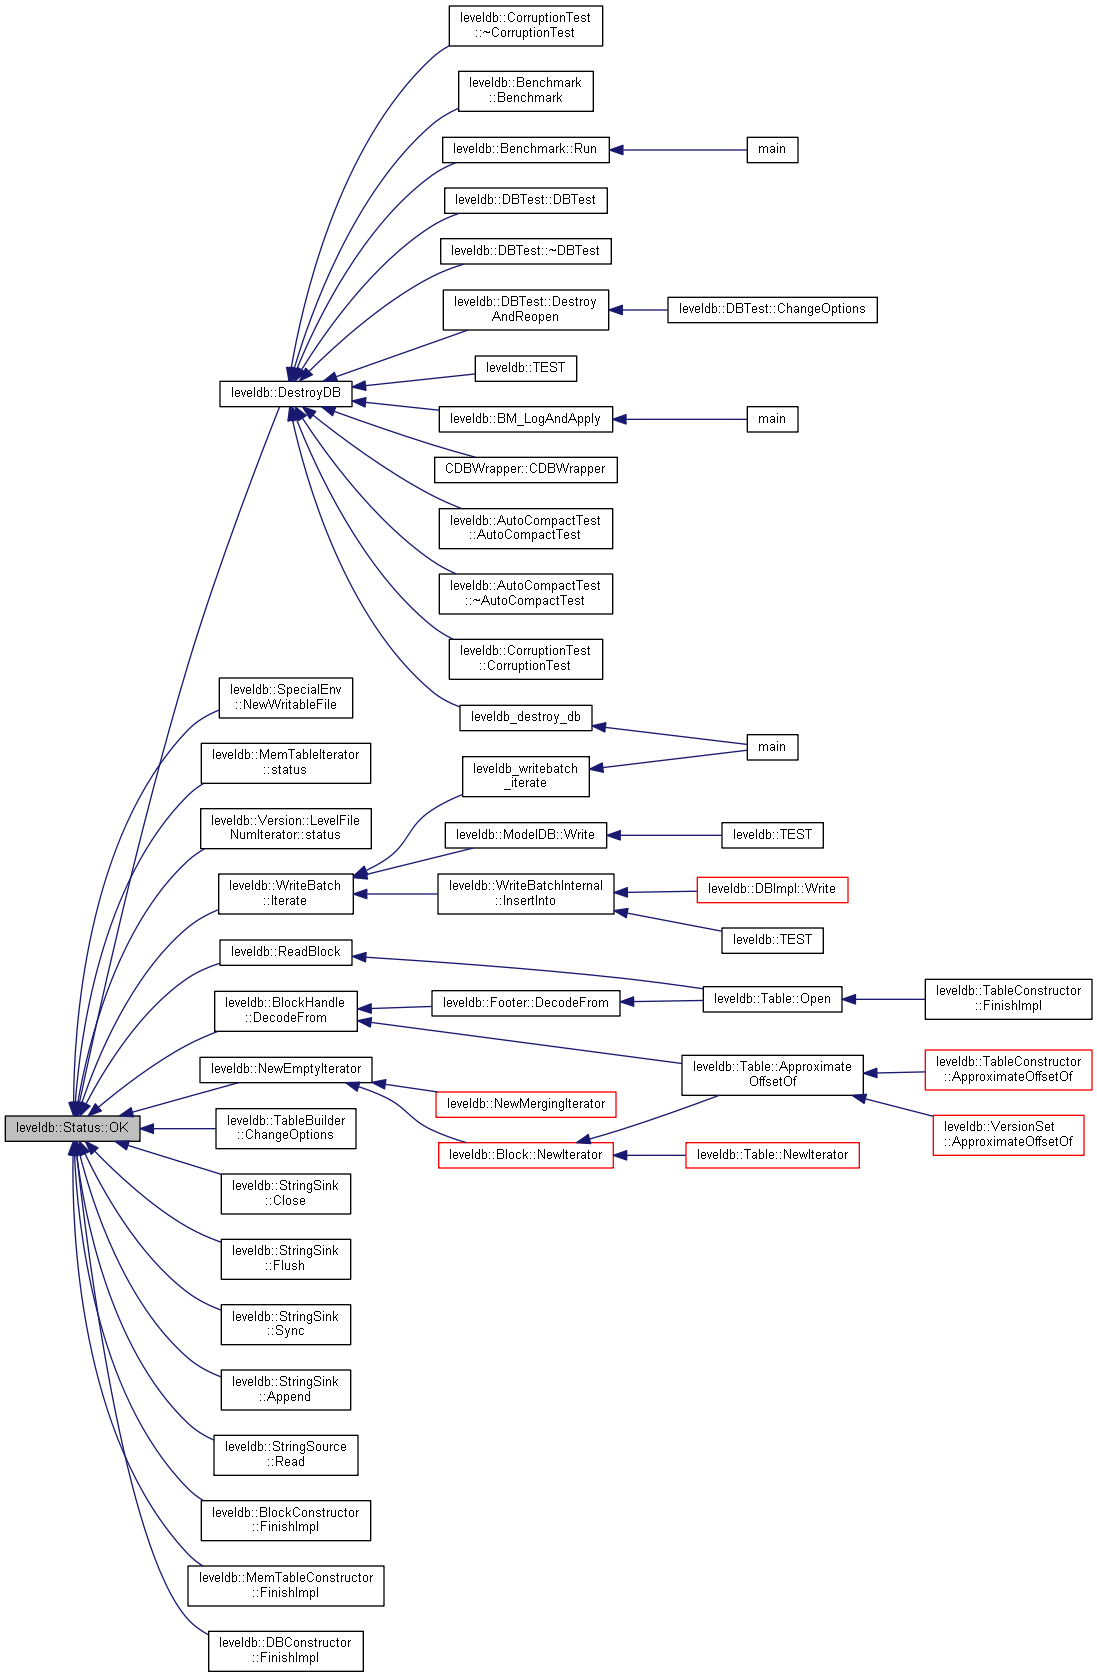 leveldb::CorruptionTest
::~CorruptionTest
leveldb::Benchmark
::Benchmark
leveldb::Benchmark::Run
main
leveldb::DBTest::DBTest
leveldb::DBTest::~DBTest
leveldb::DBTest::Destroy
AndReopen
leveldb::DBTest::ChangeOptions
leveldb::TEST
leveldb::DestroyDB
leveldb::BM_LogAndApply
main
CDBWrapper::CDBWrapper
leveldb::AutoCompactTest
::AutoCompactTest
leveldb::AutoCompactTest
::~AutoCompactTest
leveldb::CorruptionTest
::CorruptionTest
leveldb::SpecialEnv
::NewWritableFile
leveldb_destroy_db
main
leveldb::MemTableIterator
::status
leveldb_writebatch
_iterate
leveldb::Version::LevelFile
NumIterator::status
leveldb::ModelDB::Write
leveldb::TEST
leveldb::WriteBatch
::Iterate
leveldb::WriteBatchInternal
::InsertInto
leveldb::DBImpl::Write
leveldb::TEST
leveldb::ReadBlock
leveldb::BlockHandle
::DecodeFrom
leveldb::Footer::DecodeFrom
leveldb::Table::Open
leveldb::TableConstructor
::FinishImpl
leveldb::NewEmptyIterator
leveldb::Table::Approximate
OffsetOf
leveldb::TableConstructor
::ApproximateOffsetOf
leveldb::NewMergingIterator
leveldb::Status::OK
leveldb::TableBuilder
::ChangeOptions
leveldb::VersionSet
::ApproximateOffsetOf
leveldb::Block::NewIterator
leveldb::Table::NewIterator
leveldb::StringSink
::Close
leveldb::StringSink
::Flush
leveldb::StringSink
::Sync
leveldb::StringSink
::Append
leveldb::StringSource
::Read
leveldb::BlockConstructor
::FinishImpl
leveldb::MemTableConstructor
::FinishImpl
leveldb::DBConstructor
::FinishImpl